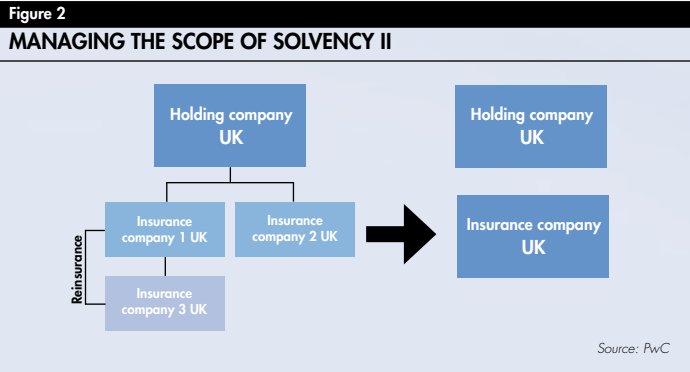 Figure 2
MANAGING THE SCOPE OF SOLVENCY II
Holding company
UK
Insurance
company 1 UK
Insurance
company 2 UK
Reinsurance
Insurance
company 3 UK
Holding company
UK
Insurance company
UK
Source: PwC